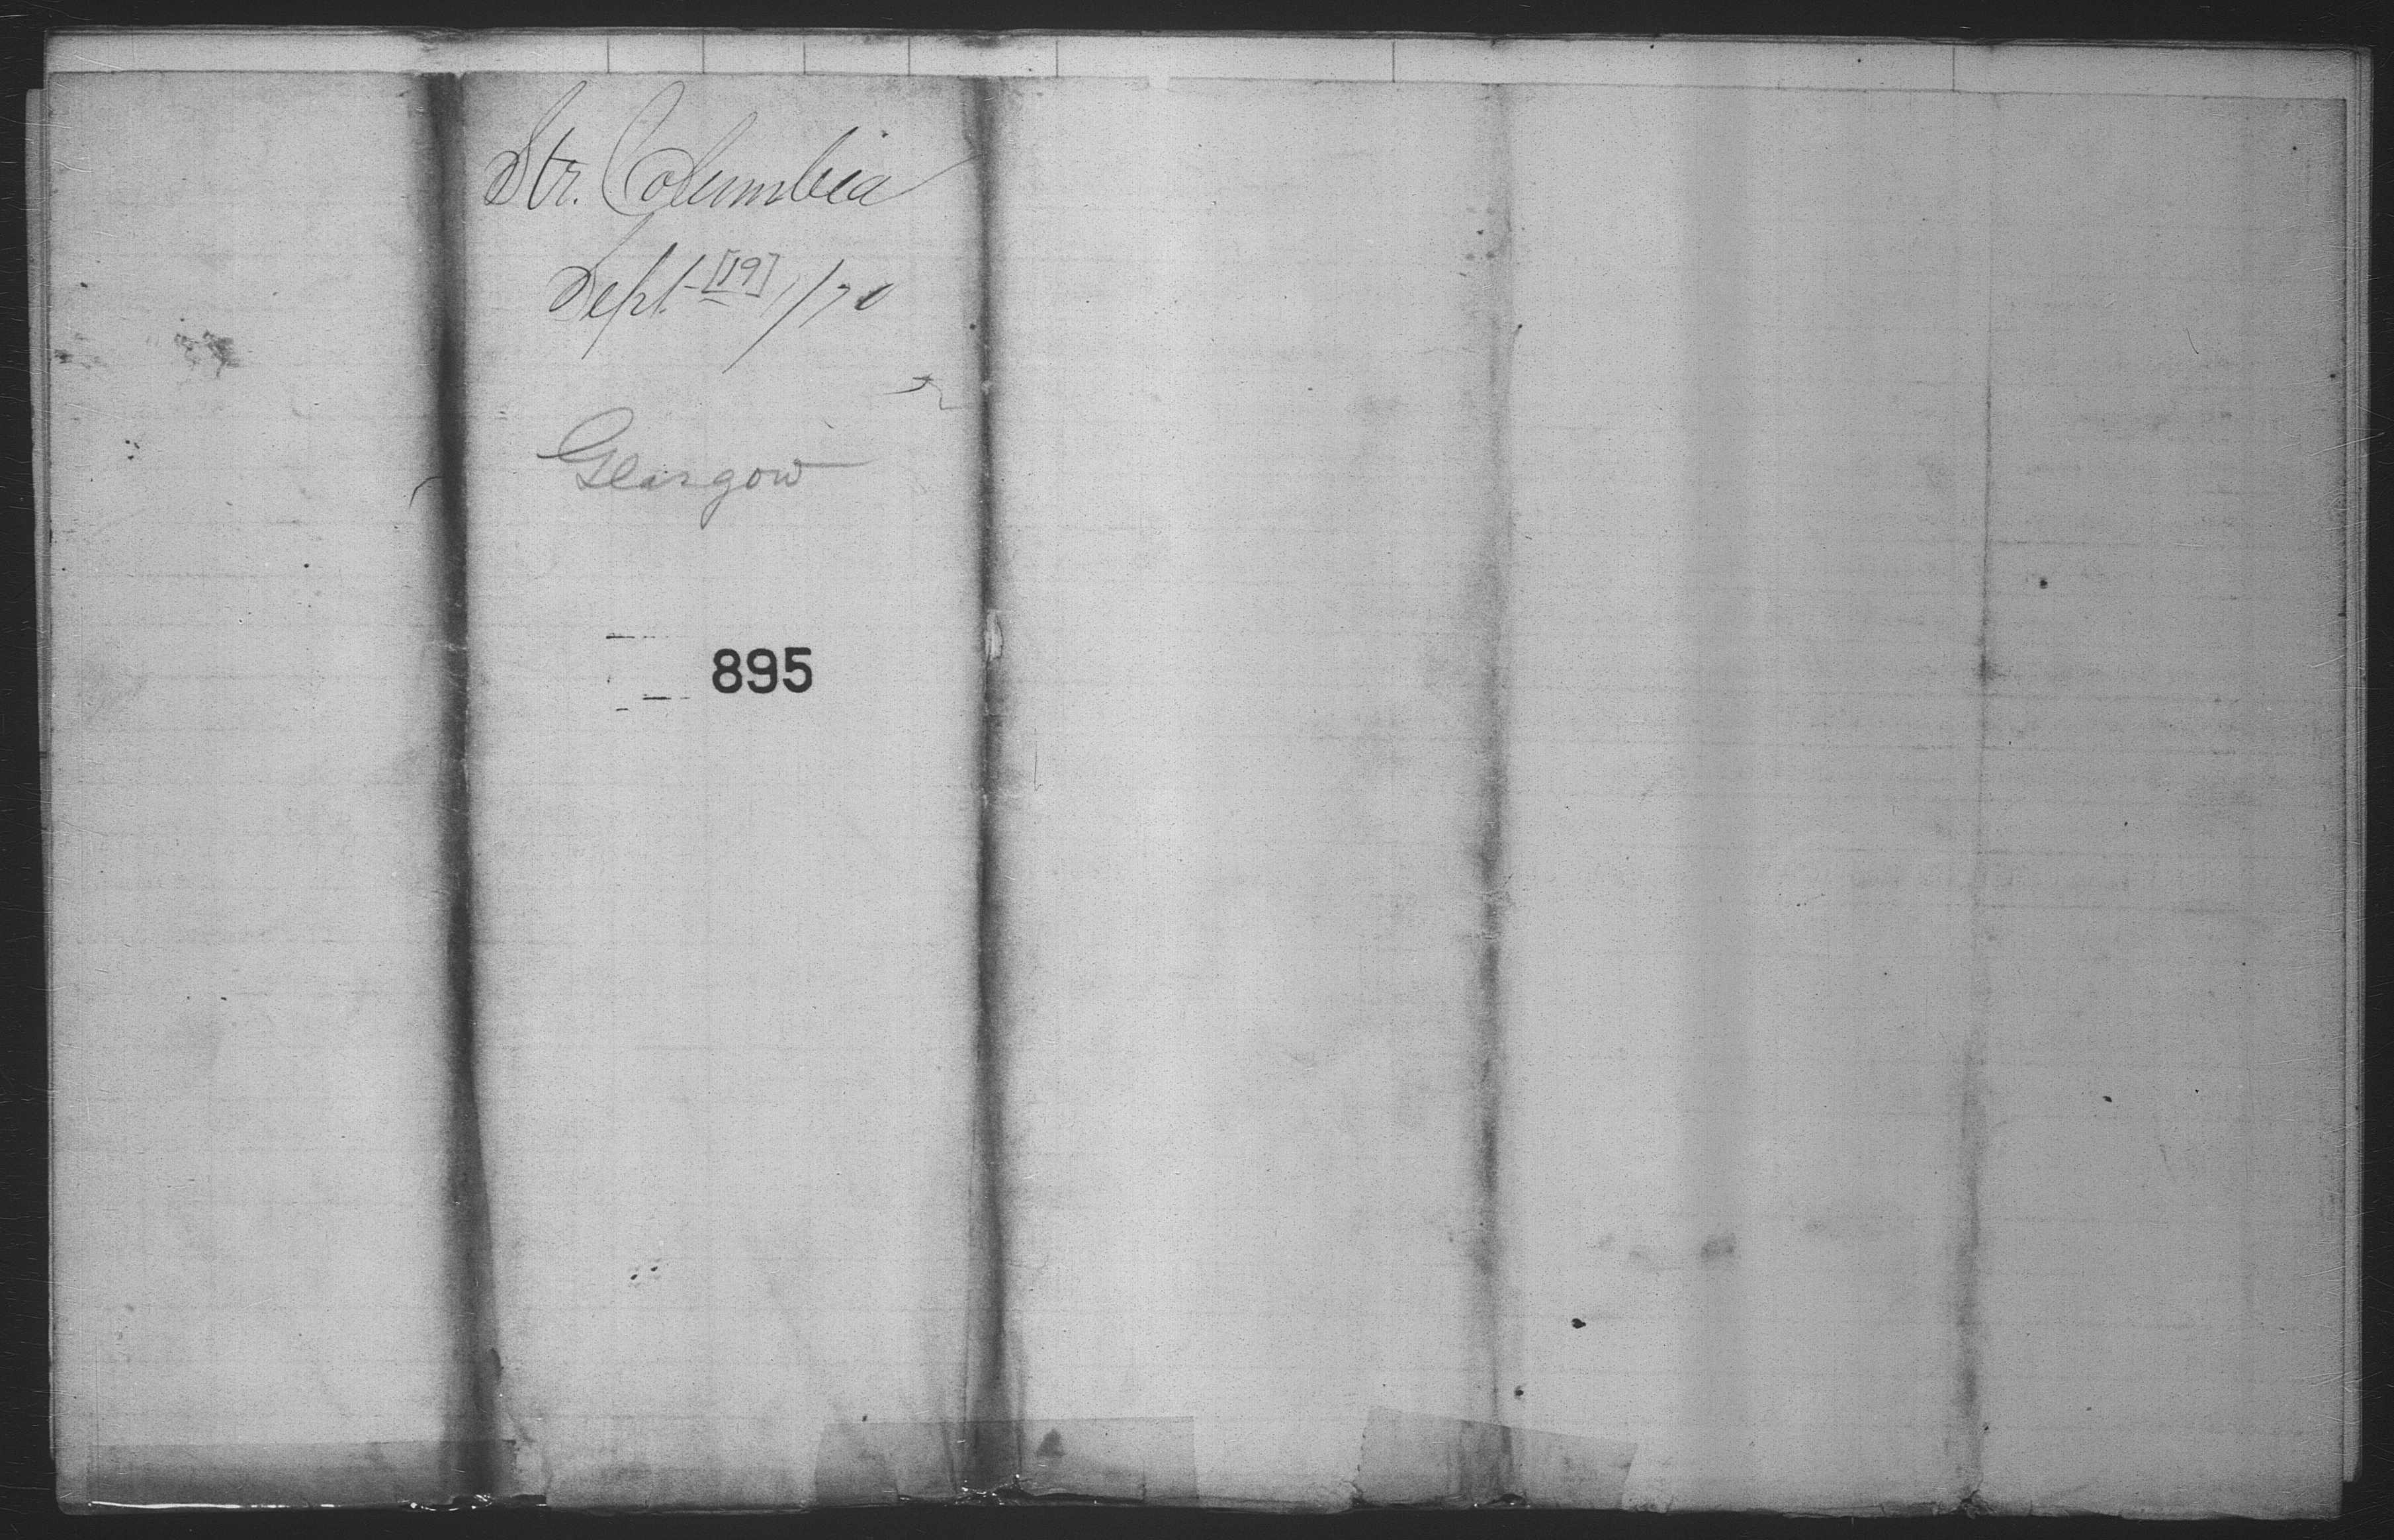 Str. Columbia
Sept. [19] /70
Glasgow
895